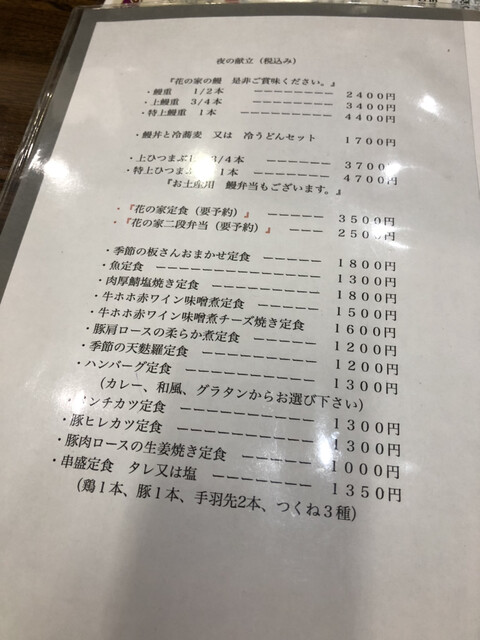 夜の献立（税込み）
『花の家の鰻　是非ご賞味ください。』
・鰻重　1/2本　ーーーーーーーー　2400円
・上鰻重　3/4本　ーーーーーーーー　3400円
・特上鰻重　1本　ーーーーーーーー　4400円
・鰻丼と冷蕎麦　又は　冷うどんセット　1700円
・上ひつまぶし　3/4本　ーーーーーー　3700円
・特上ひつまぶ　1本　ーーーーーー　4700円
『お土産用　鰻弁当もございます。』
・『花の家定食（要予約）』　ーーーーー　3500円
・『花の家二段弁当（要予約）』　ーーー　2500円
・季節の板さんおまかせ定食　ーーーーー　1800円
・魚定食　ーーーーーーーーーーーー　1300円
・肉厚鯖塩焼き定食　ーーーーーーーー　1800円
・牛ホホ赤ワイン味噌煮定食　ーーーーー　1500円
・牛ホホ赤ワイン味噌煮チーズ焼き定食　1600円
・豚肩ロースの柔らか煮定食　ーーーーー　1200円
・季節の天麩羅定食　ーーーーーーーー　1200円
・ハンバーグ定食　ーーーーーーーーー　1300円
（カレー、和風、グラタンからお選び下さい）
ンチカツ定食　ーーーーーーーーーー　1300円
・豚ヒレカツ定食　ーーーーーーーーー　1300円
・豚肉ロースの生姜焼き定食　ーーーーー　1000円
・串盛定食　タレ又は塩　ーーーーーーー　1350円
（鶏1本、豚1本、手羽先2本、つくね3種）